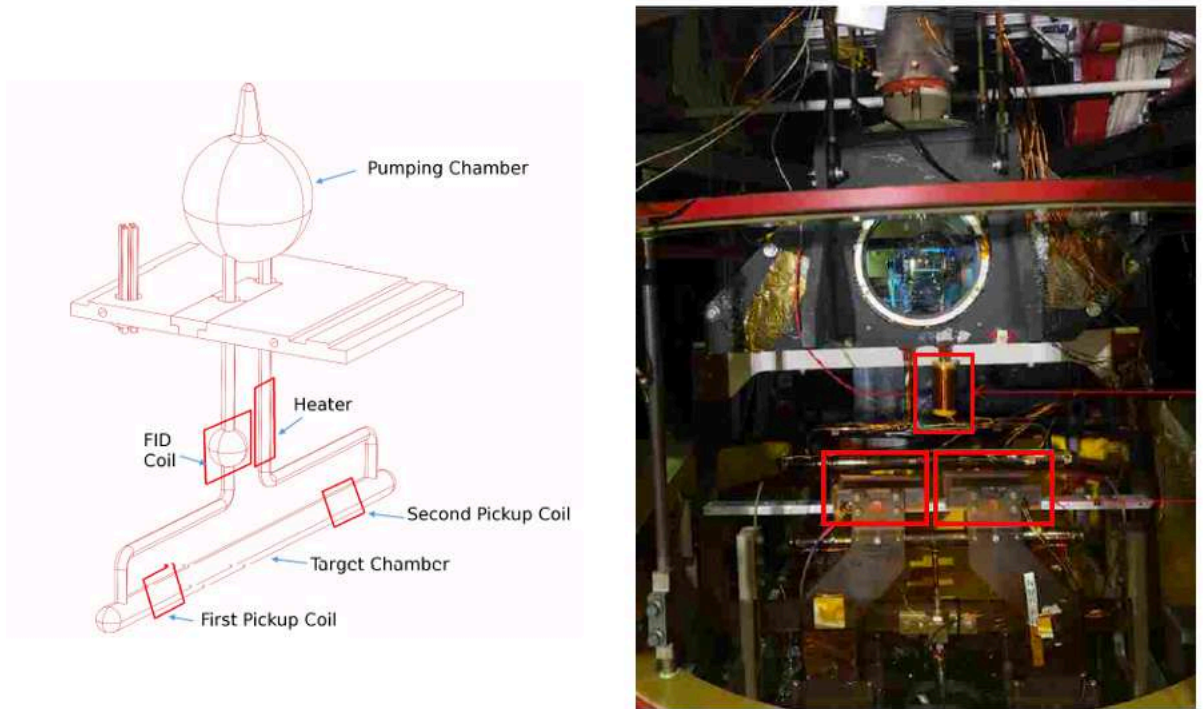 Pumping Chamber
Heater
FID
Coil
Second Pickup Coil
Target Chamber
First Pickup Coil